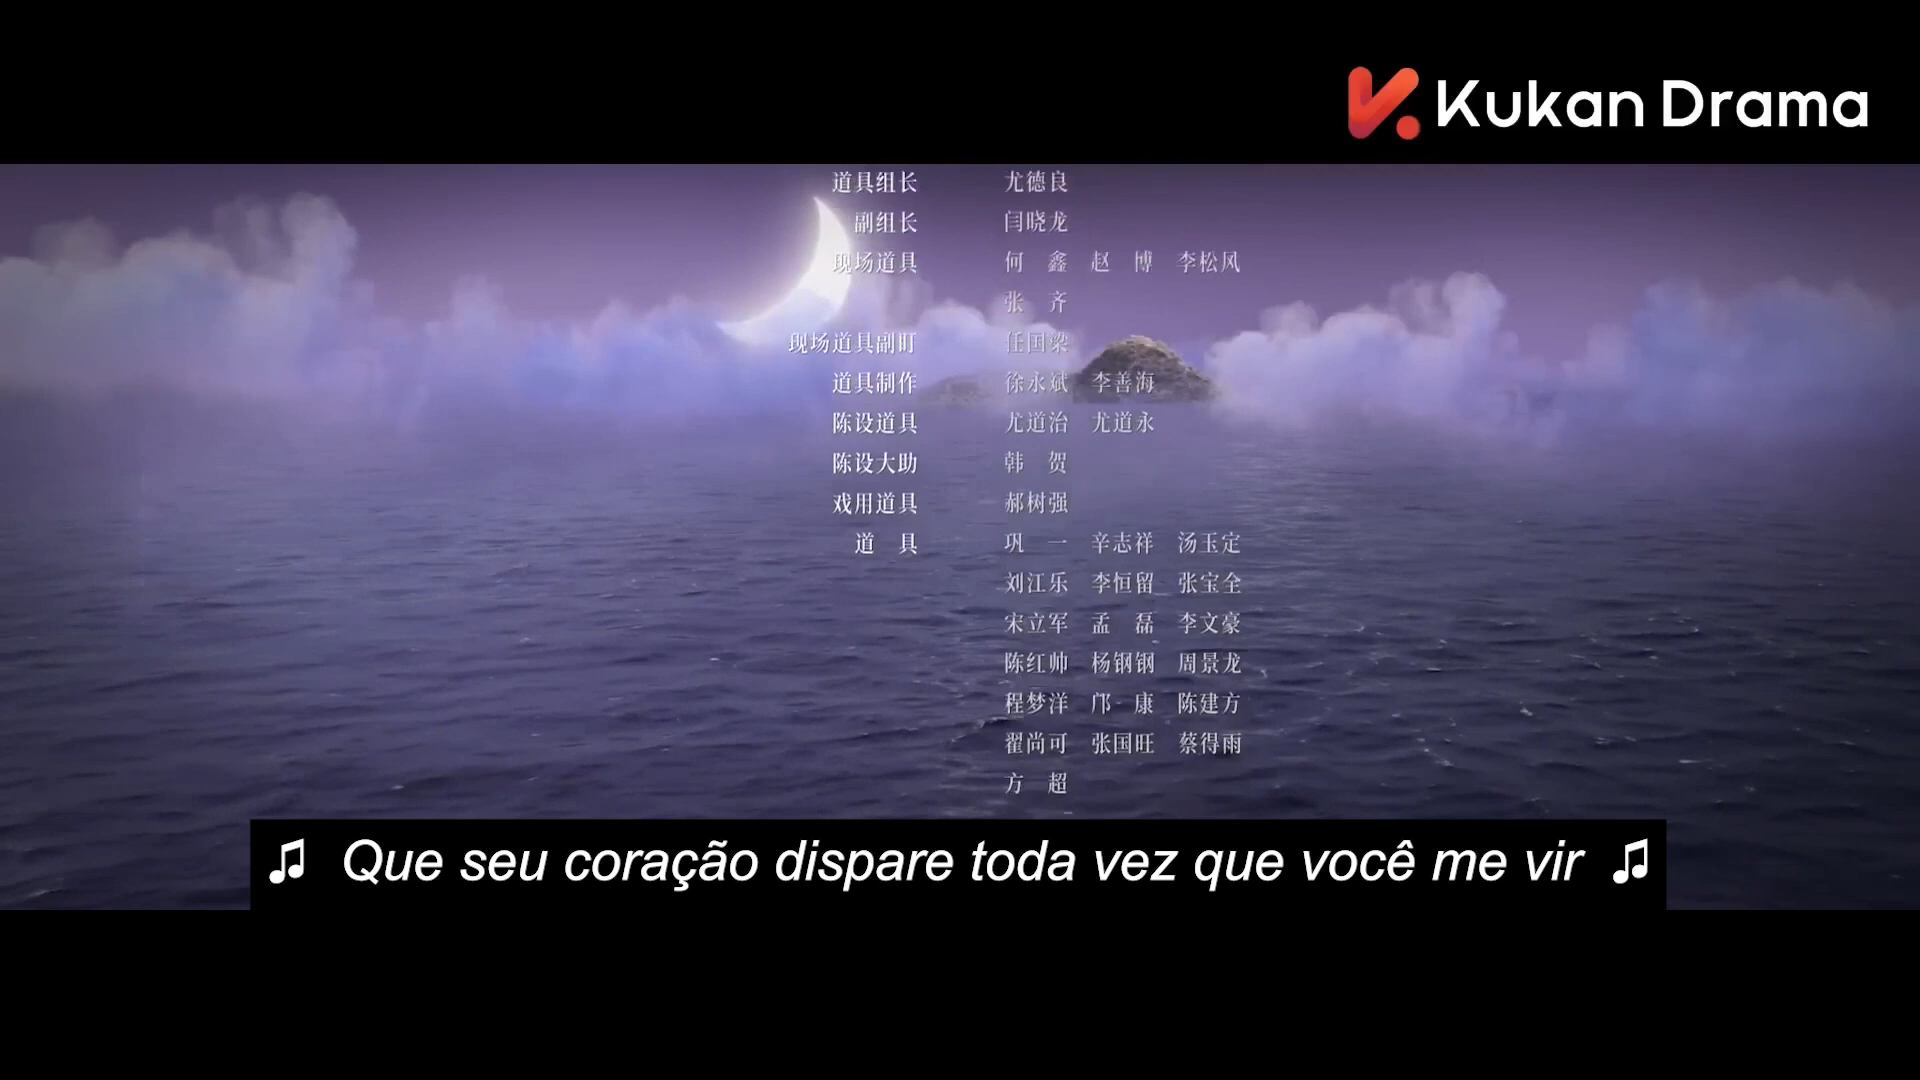 Kukan Drama
道具组长 尤德良
副组长 闫晓龙
现场道具 何 鑫 赵 博 李松风
张 齐
现场道具副盯 任国梁
道具制作 徐永斌 李善海
陈设道具 尤道治 尤道永
陈设大助 韩 贺
戏用道具 郝树强
道 具 巩 一 辛志祥 汤玉定
刘江乐 李恒留 张宝全
宋立军 孟 磊 李文豪
陈红帅 杨钢钢 周景龙
程梦洋 邝 康 陈建方
翟尚可 张国旺 蔡得雨
方 超
♫ Que seu coração dispare toda vez que você me vir ♫